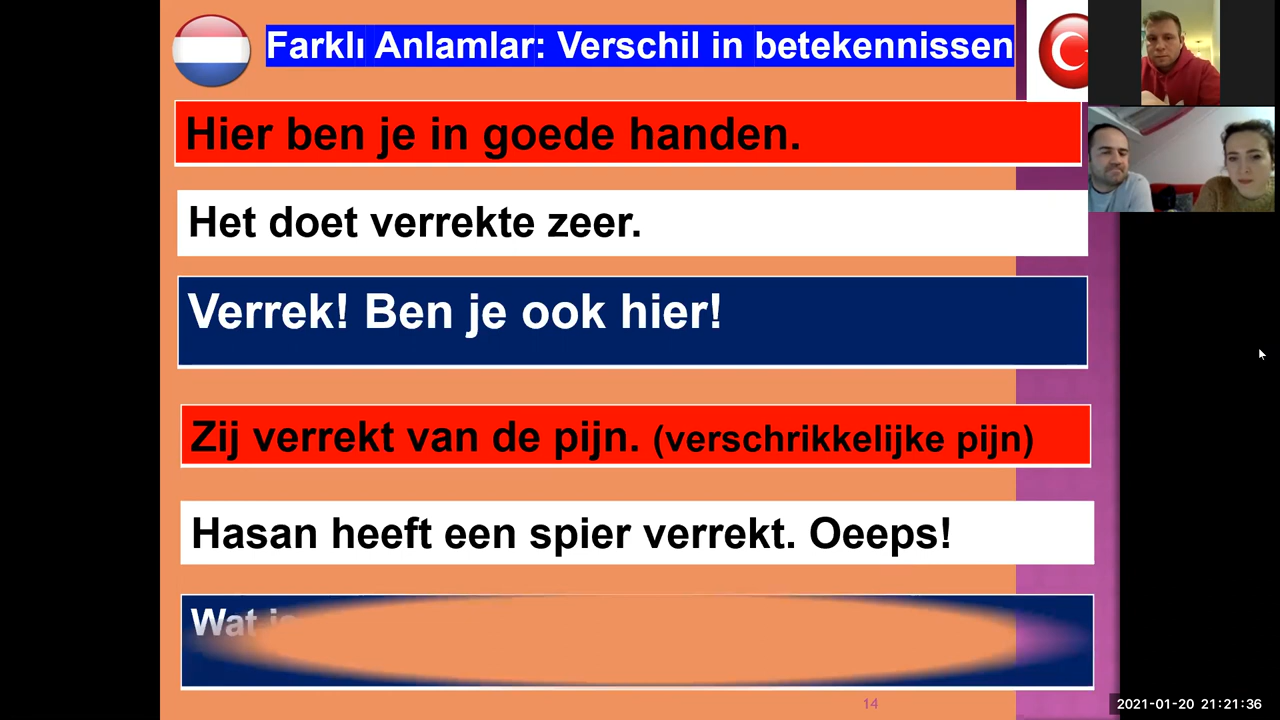 Farklı Anlamlar: Verschil in betekennissen
Hier ben je in goede handen.
Het doet verrekte zeer.
Verrek! Ben je ook hier!
Zij verrekt van de pijn. (verschrikkelijke pijn)
Hasan heeft een spier verrekt. Oeeps!
Wat
14
2021-01-20 21:21:36